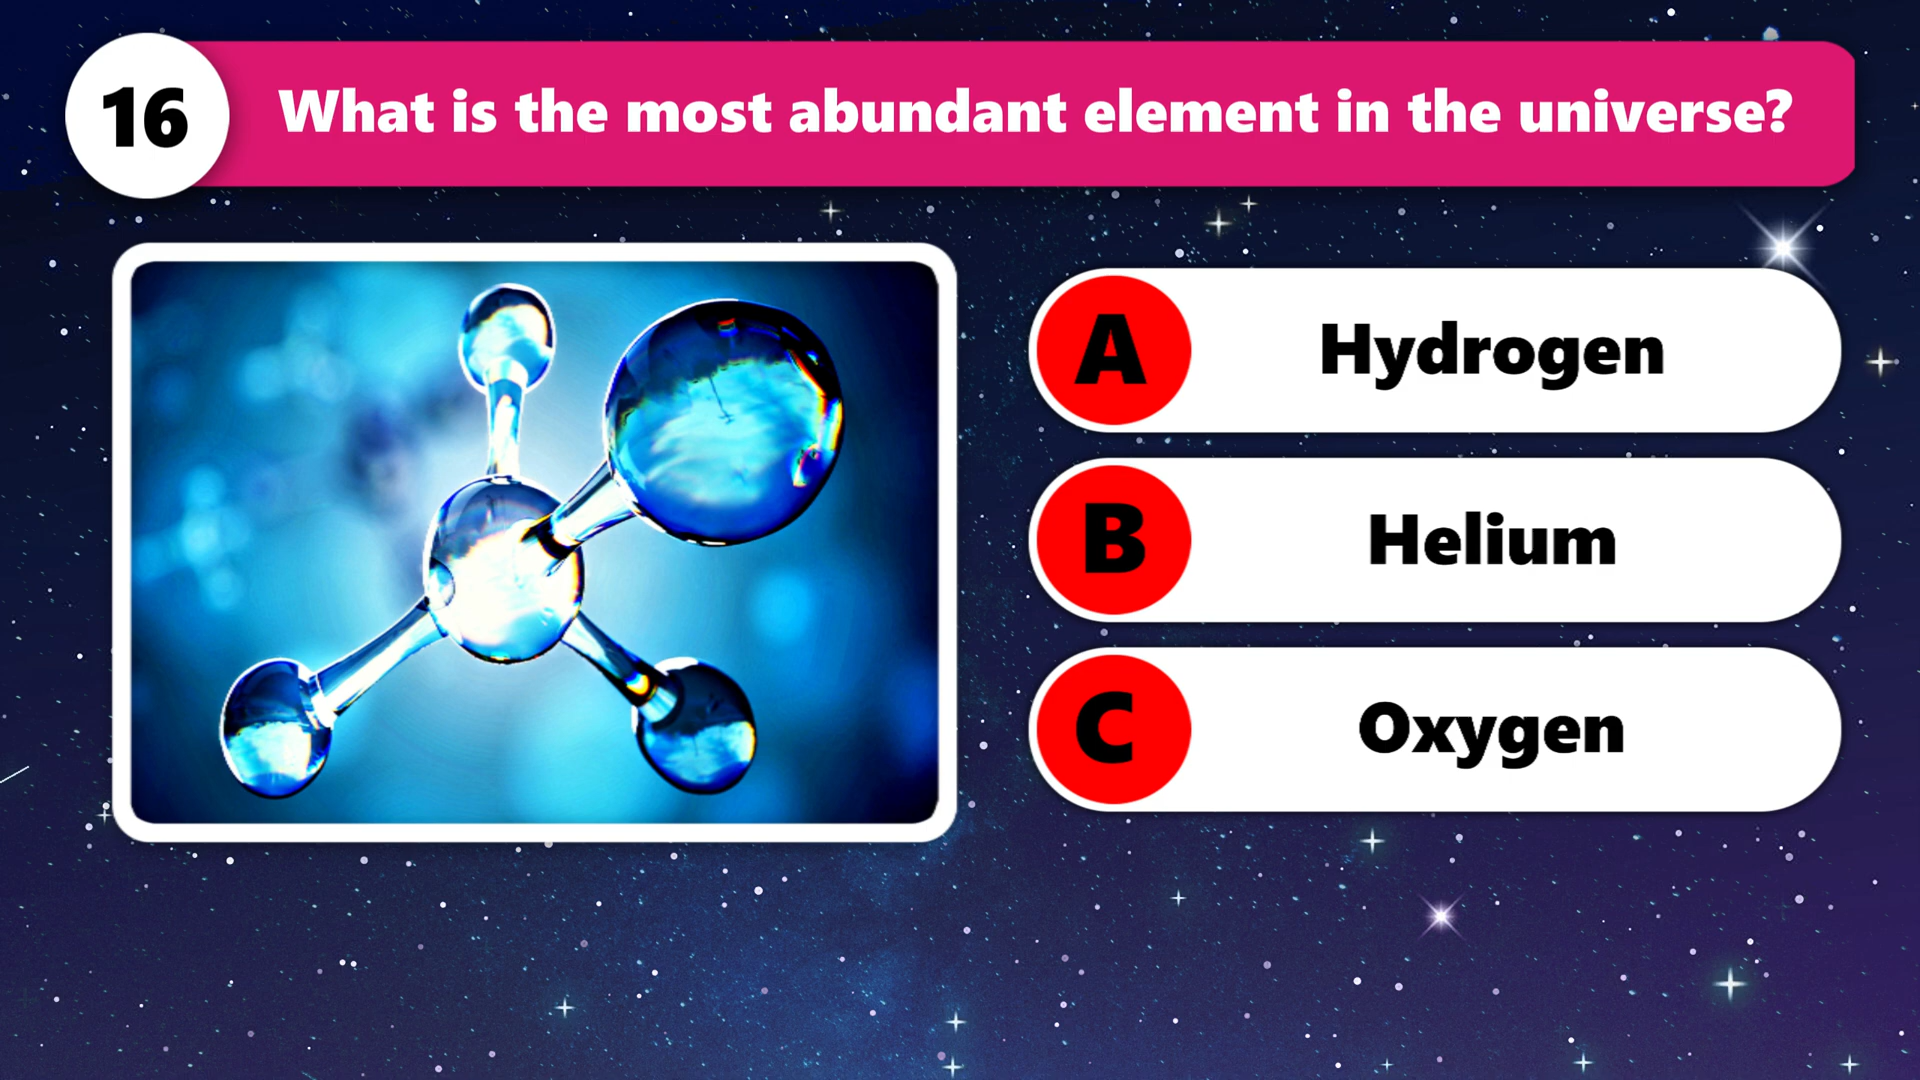 16
What is the most abundant element in the universe?
A
Hydrogen
B
Helium
C
Oxygen